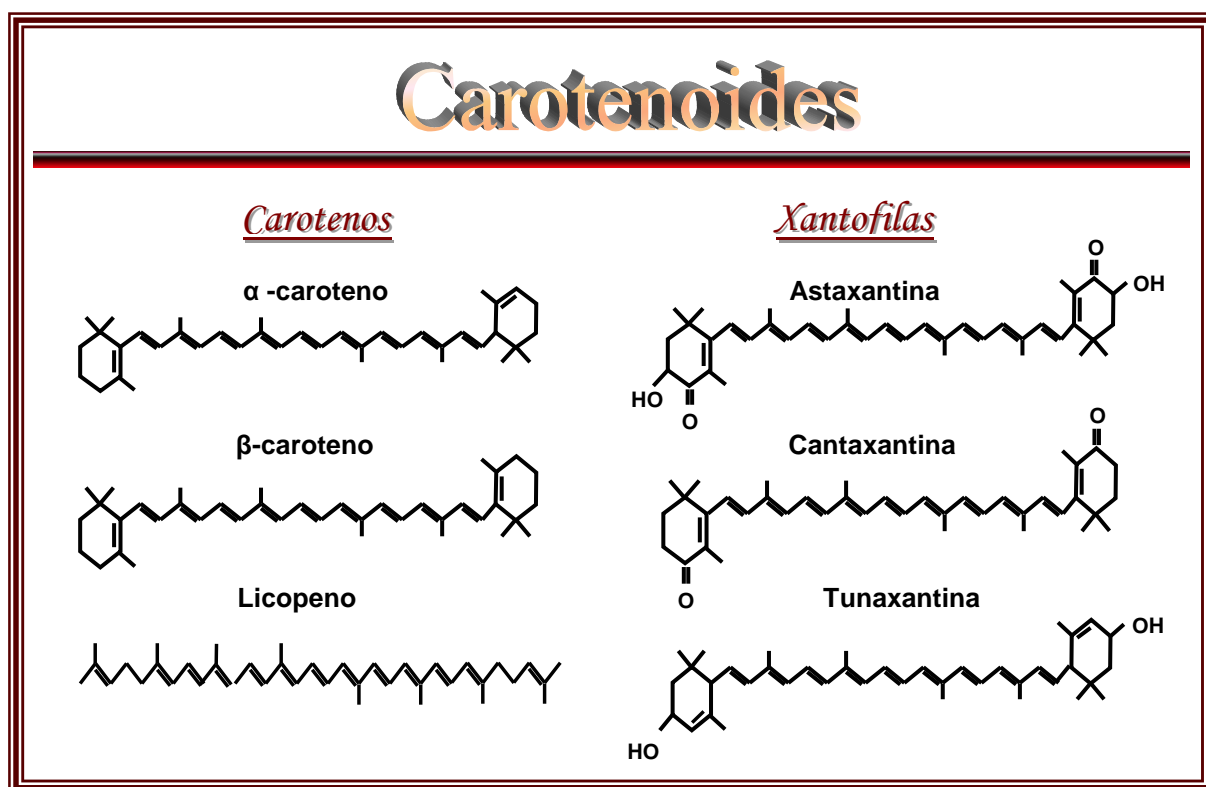 Carotenoides
Carotenos
Xantofilas
α -caroteno
Astaxantina
O
OH
HO
O
β-caroteno
Cantaxantina
O
O
Licopeno
Tunaxantina
OH
HO